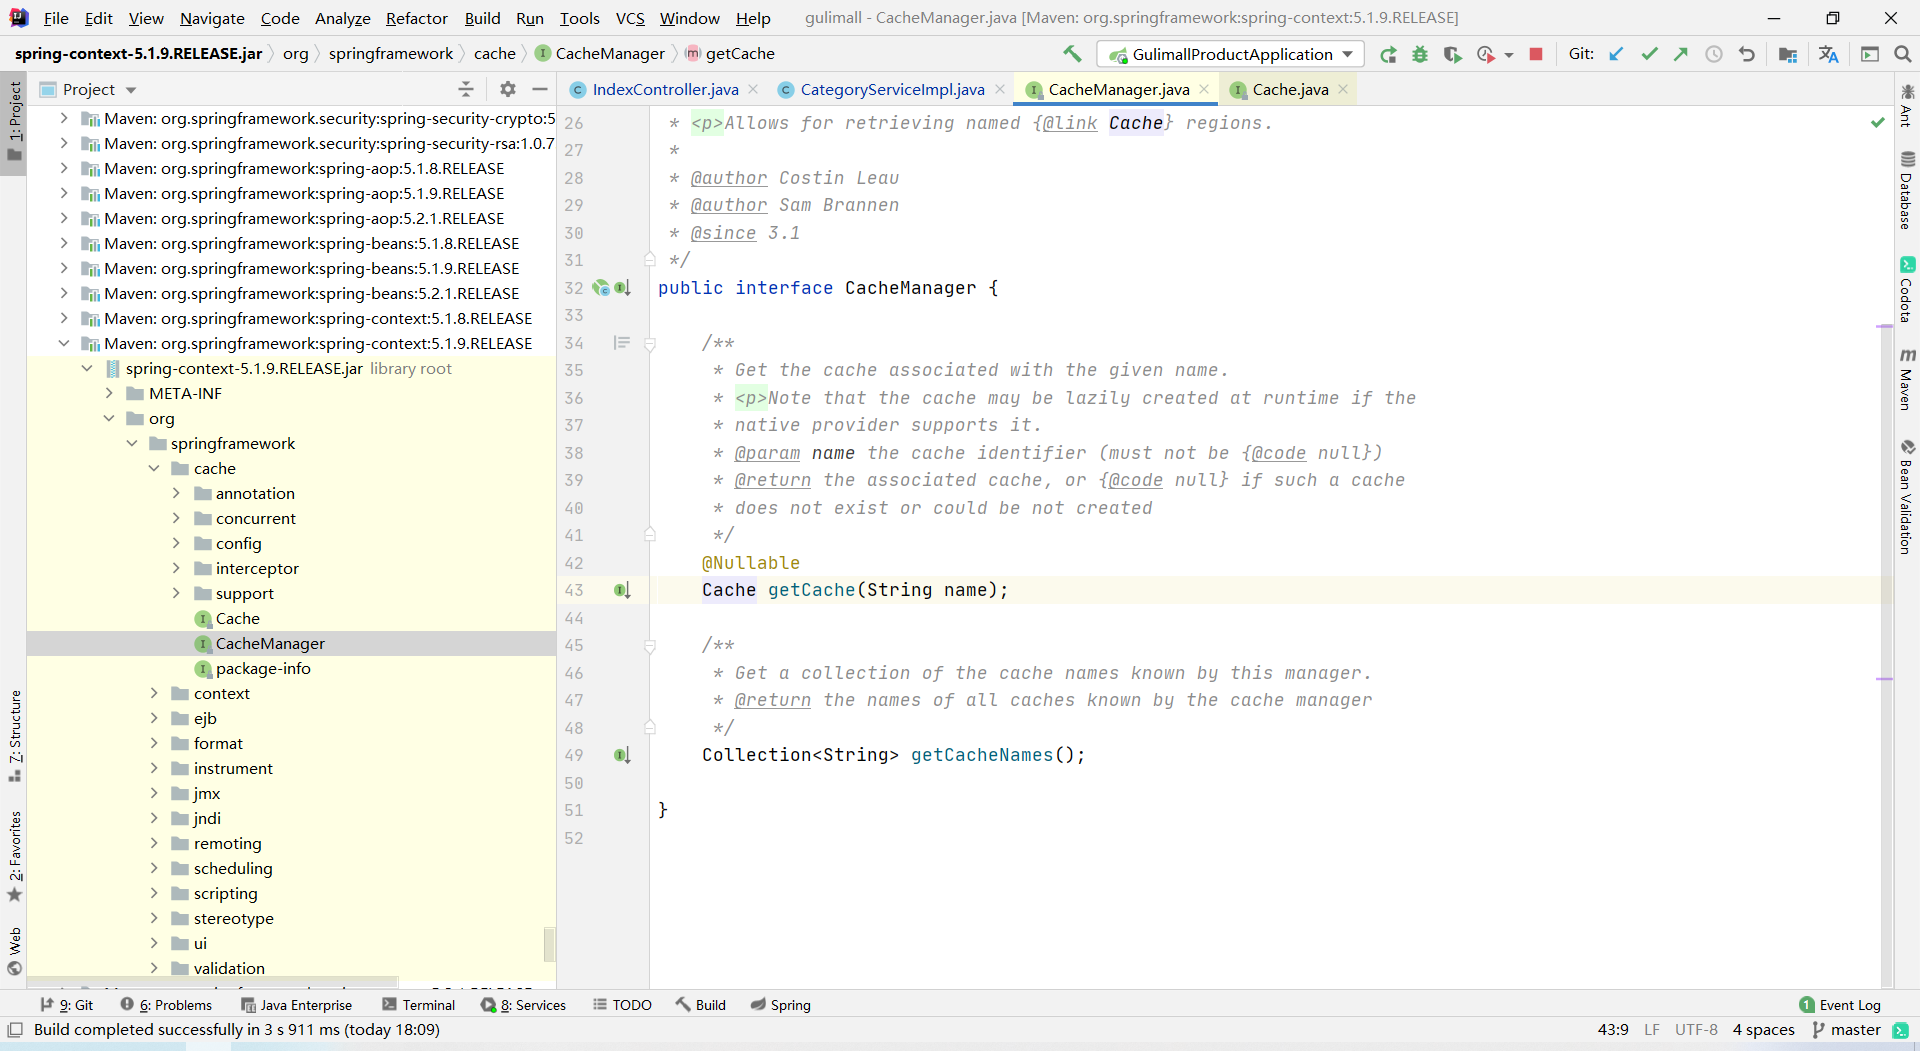 File Edit View Navigate Code Analyze Refactor Build Run Tools VCS Window Help gulimall - CacheManager.java [Maven: org.springframework:spring-context:5.1.9.RELEASE]
spring-context-5.1.9.RELEASE.jar org springframework cache CacheManager getCache GulimallProductApplication Git:
Project
IndexController.java CategoryServiceImpl.java CacheManager.java Cache.java
1: Project
7: Structure
2: Favorites
Web
Maven: org.springframework.security:spring-security-crypto:5
Maven: org.springframework.security:spring-security-rsa:1.0.7
Maven: org.springframework:spring-aop:5.1.8.RELEASE
Maven: org.springframework:spring-aop:5.1.9.RELEASE
Maven: org.springframework:spring-aop:5.2.1.RELEASE
Maven: org.springframework:spring-beans:5.1.8.RELEASE
Maven: org.springframework:spring-beans:5.1.9.RELEASE
Maven: org.springframework:spring-beans:5.2.1.RELEASE
Maven: org.springframework:spring-context:5.1.8.RELEASE
Maven: org.springframework:spring-context:5.1.9.RELEASE
spring-context-5.1.9.RELEASE.jar library root
META-INF
org
springframework
cache
annotation
concurrent
config
interceptor
support
Cache
CacheManager
package-info
context
ejb
format
instrument
jmx
jndi
remoting
scheduling
scripting
stereotype
ui
validation
26 * <p>Allows for retrieving named {@link Cache} regions.
27 *
28 * @author Costin Leau
29 * @author Sam Brannen
30 * @since 3.1
31 */
32 public interface CacheManager {
33
34 /**
35 * Get the cache associated with the given name.
36 * <p>Note that the cache may be lazily created at runtime if the
37 * native provider supports it.
38 * @param name the cache identifier (must not be {@code null})
39 * @return the associated cache, or {@code null} if such a cache
40 * does not exist or could be not created
41 */
42 @Nullable
43 Cache getCache(String name);
44
45 /**
46 * Get a collection of the cache names known by this manager.
47 * @return the names of all caches known by the cache manager
48 */
49 Collection<String> getCacheNames();
50
51 }
52
Ant
Database
Codota
Maven
Bean Validation
9: Git 6: Problems Java Enterprise Terminal 8: Services TODO Build Spring 1 Event Log
Build completed successfully in 3 s 911 ms (today 18:09) 43:9 LF UTF-8 4 spaces master